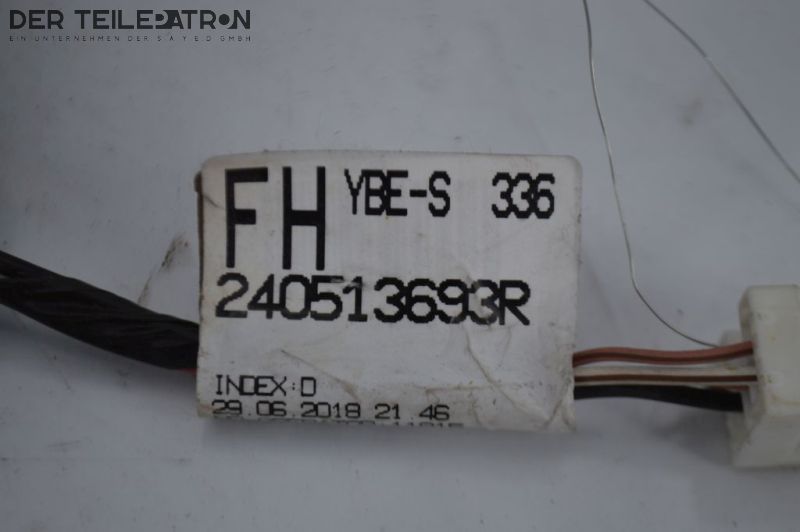 DER TEILEPATRON
EIN UNTERNEHMEN DER S A Y E D GMBH
FH YBE-S 336
240513693R
INDEX:D
29.06.2018 21 46